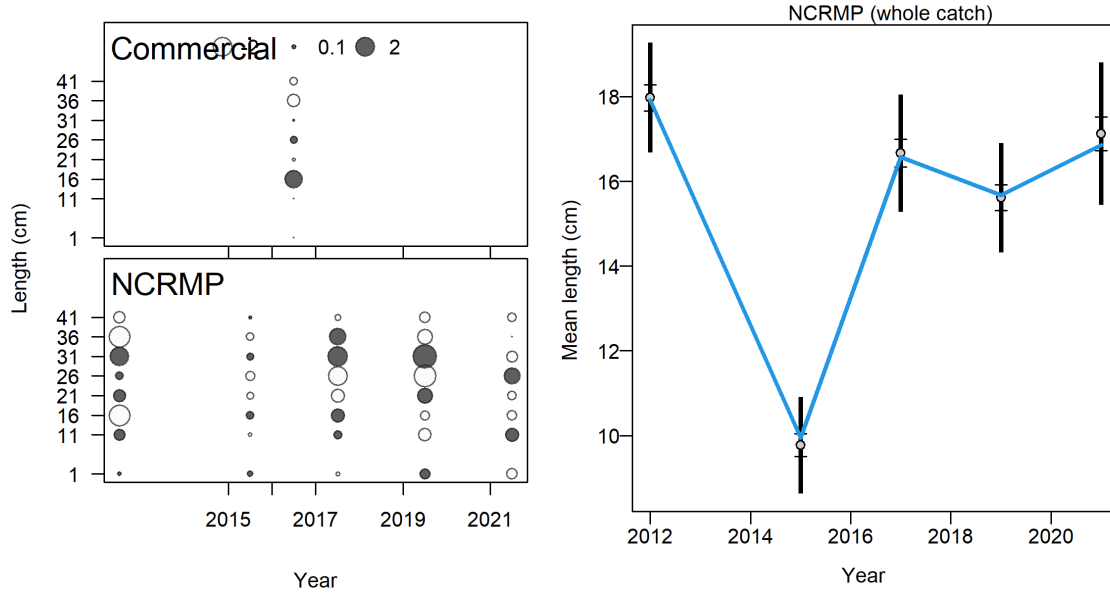 Commercial -2 0.1 2
41
36
31
26
21
16
11
1
NCRMP
41
36
31
26
21
16
11
1
2015 2017 2019 2021
Year
Length (cm)
NCRMP (whole catch)
18
16
14
12
10
2012 2014 2016 2018 2020
Year
Mean length (cm)